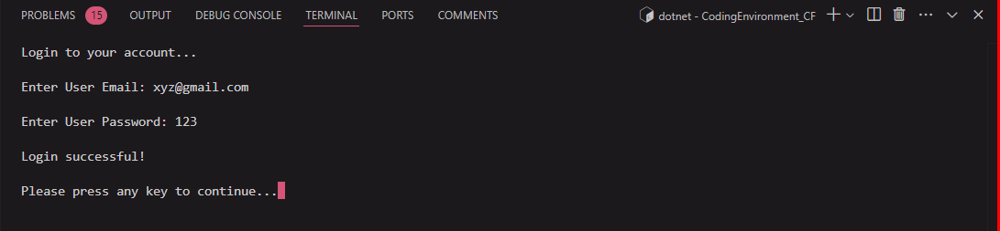 PROBLEMS 15 OUTPUT DEBUG CONSOLE TERMINAL PORTS COMMENTS dotnet - CodingEnvironment_CF
Login to your account...
Enter User Email: xyz@gmail.com
Enter User Password: 123
Login successful!
Please press any key to continue...